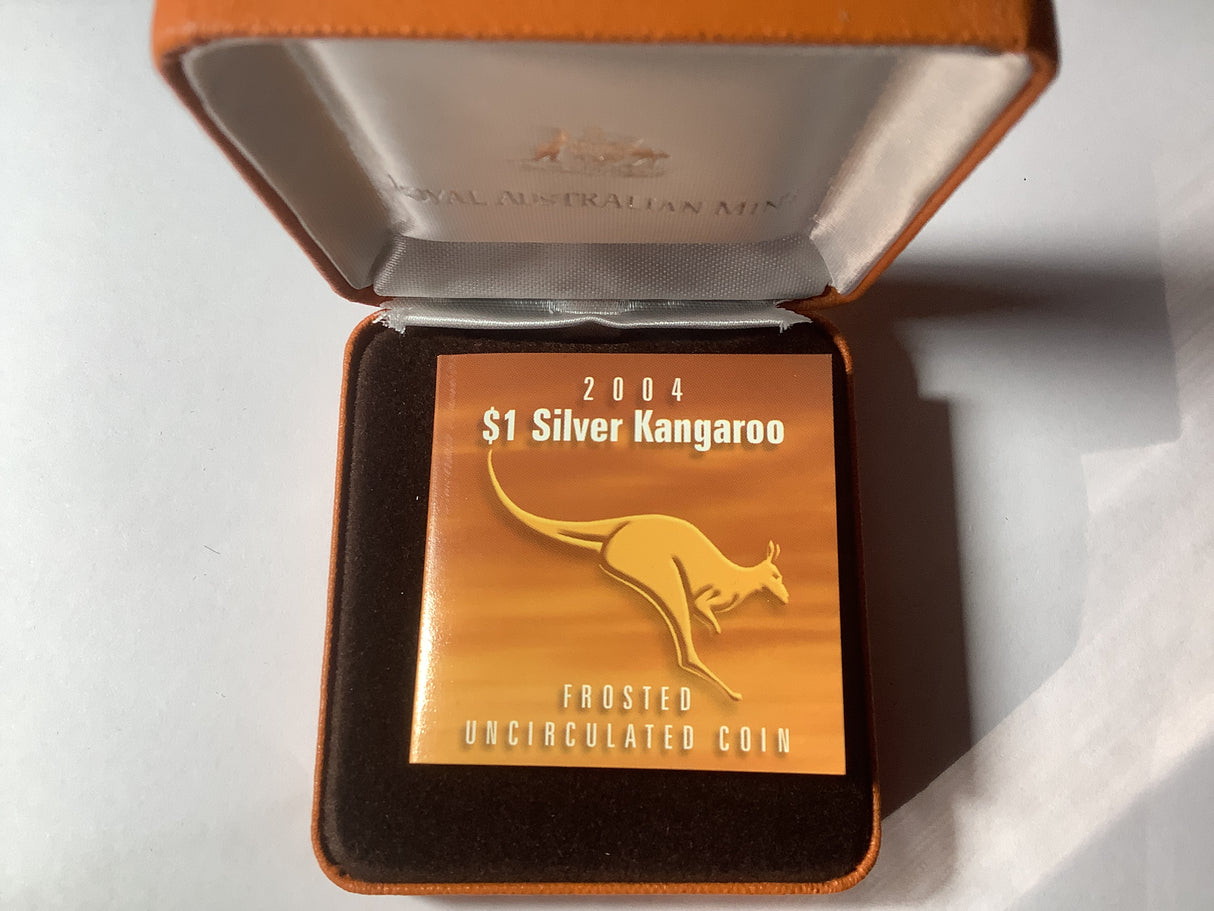 ROYAL AUSTRALIAN MINT
2004
$1 Silver Kangaroo
FROSTED
UNCIRCULATED COIN